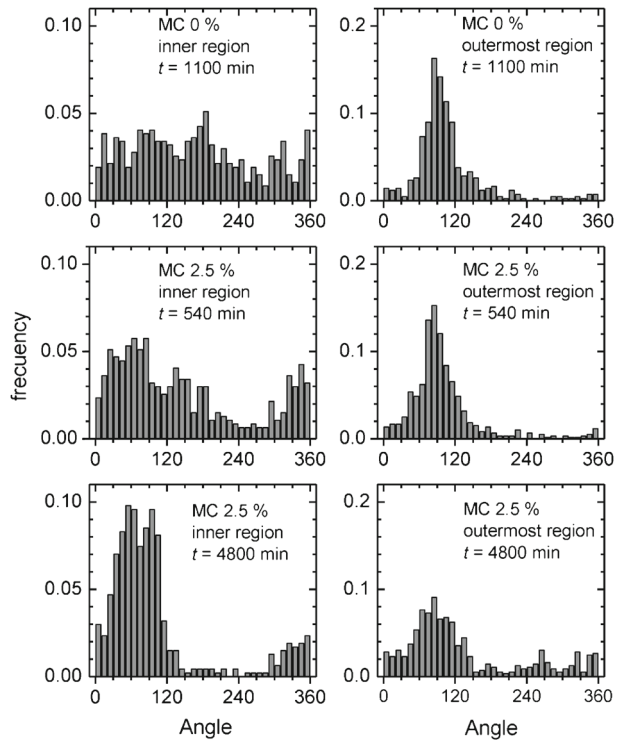 0.10
0.05
0.00
MC 0 %
inner region
t = 1100 min
0 120 240 360
0.2
0.1
0.0
MC 0 %
outermost region
t = 1100 min
0 120 240 360
0.10
0.05
0.00
MC 2.5 %
inner region
t = 540 min
0 120 240 360
0.2
0.1
0.0
MC 2.5 %
outermost region
t = 540 min
0 120 240 360
frecuency
0.10
0.05
0.00
MC 2.5 %
inner region
t = 4800 min
0 120 240 360
Angle
0.2
0.1
0.0
MC 2.5 %
outermost region
t = 4800 min
0 120 240 360
Angle